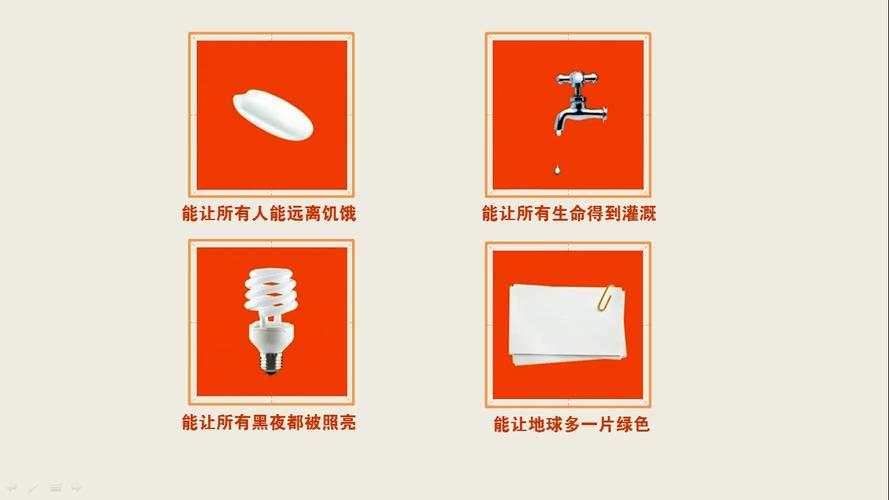 能让所有人能远离饥饿
能让所有生命得到灌溉
能让所有黑夜都被照亮
能让地球多一片绿色